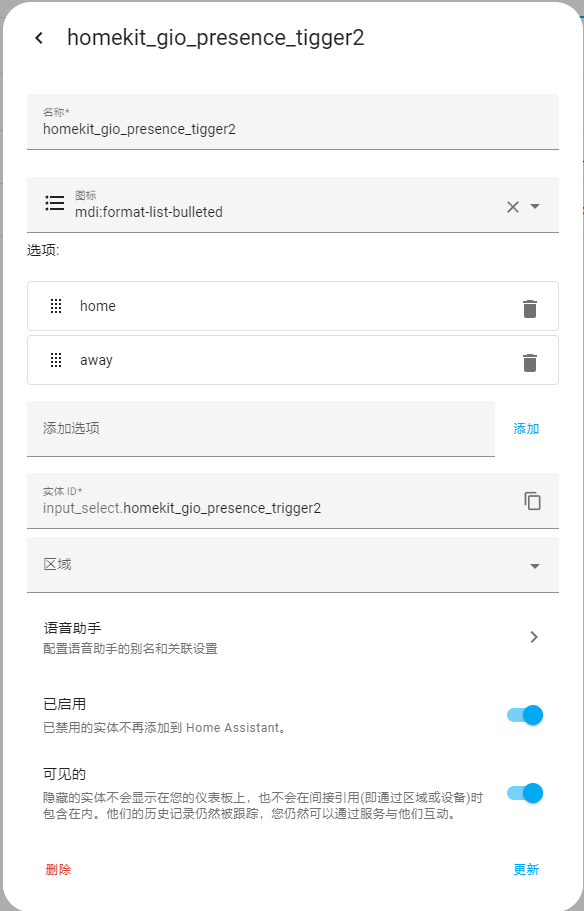 homekit_gio_presence_tigger2
名称*
homekit_gio_presence_tigger2
图标
mdi:format-list-bulleted
选项:
home
away
添加选项
添加
实体 ID*
input_select.homekit_gio_presence_trigger2
区域
语音助手
配置语音助手的别名和关联设置
已启用
已禁用的实体不再添加到 Home Assistant。
可见的
隐藏的实体不会显示在您的仪表板上，也不会在间接引用(即通过区域或设备)时
包含在内。他们的历史记录仍然被跟踪，您仍然可以通过服务与他们互动。
删除
更新